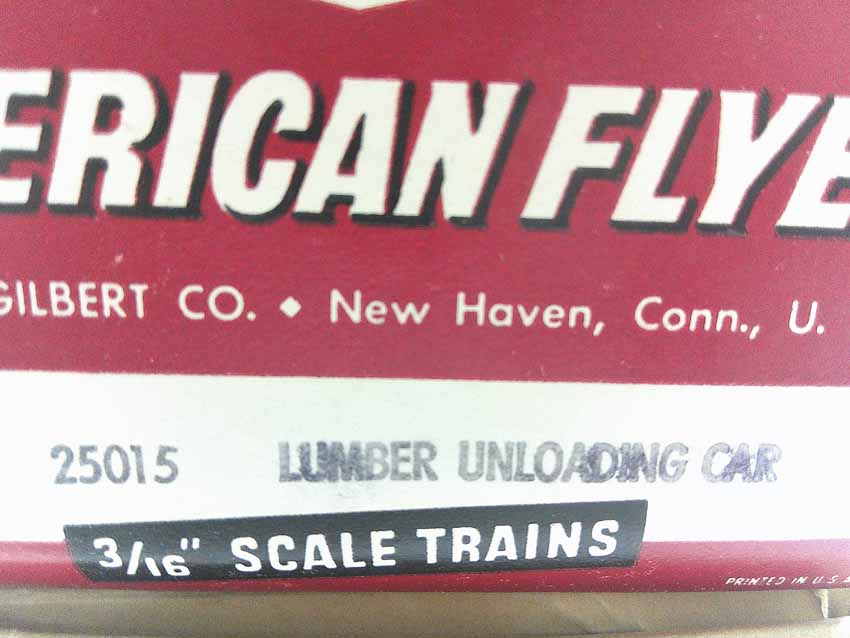 ERICAN FLYE
GILBERT CO. ◆ New Haven, Conn., U.
25015 LUMBER UNLOADING CAR
3/16" SCALE TRAINS
PRINTED IN U S A